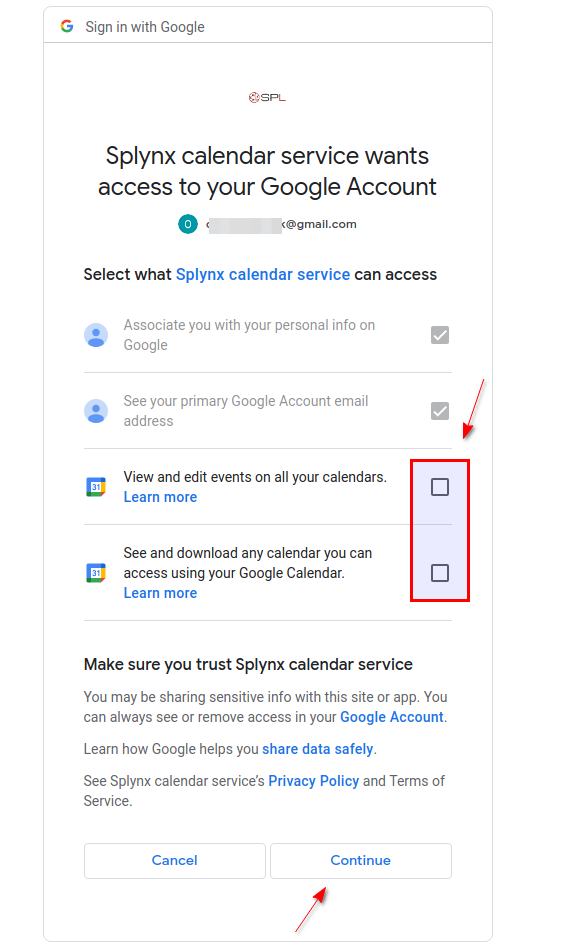 Sign in with Google
SPL
Splynx calendar service wants
access to your Google Account
O
k@gmail.com
Select what Splynx calendar service can access
Associate you with your personal info on
Google
See your primary Google Account email
address
31
View and edit events on all your calendars.
Learn more
31
See and download any calendar you can
access using your Google Calendar.
Learn more
Make sure you trust Splynx calendar service
You may be sharing sensitive info with this site or app. You
can always see or remove access in your Google Account.
Learn how Google helps you share data safely.
See Splynx calendar service's Privacy Policy and Terms of
Service.
Cancel
Continue